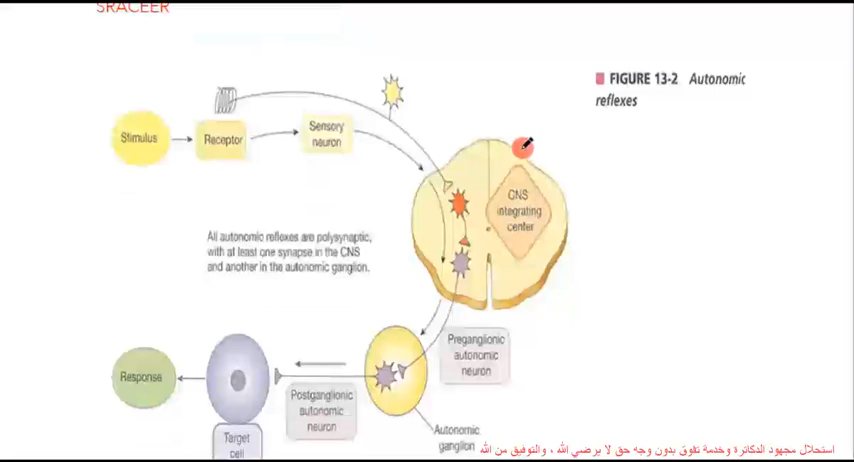 SRACEER
FIGURE 13-2 Autonomic
reflexes
Stimulus
Receptor
Sensory
neuron
CNS
integrating
center
All autonomic reflexes are polysynaptic,
with at least one synapse in the CNS
and another in the autonomic ganglion.
Preganglionic
autonomic
neuron
Response
Target
cell
Postganglionic
autonomic
neuron
Autonomic
ganglion
استحلال مجهود الدكاترة وخدمة تفوق بدون وجه حق لا يرضي الله ، والتوفيق من الله